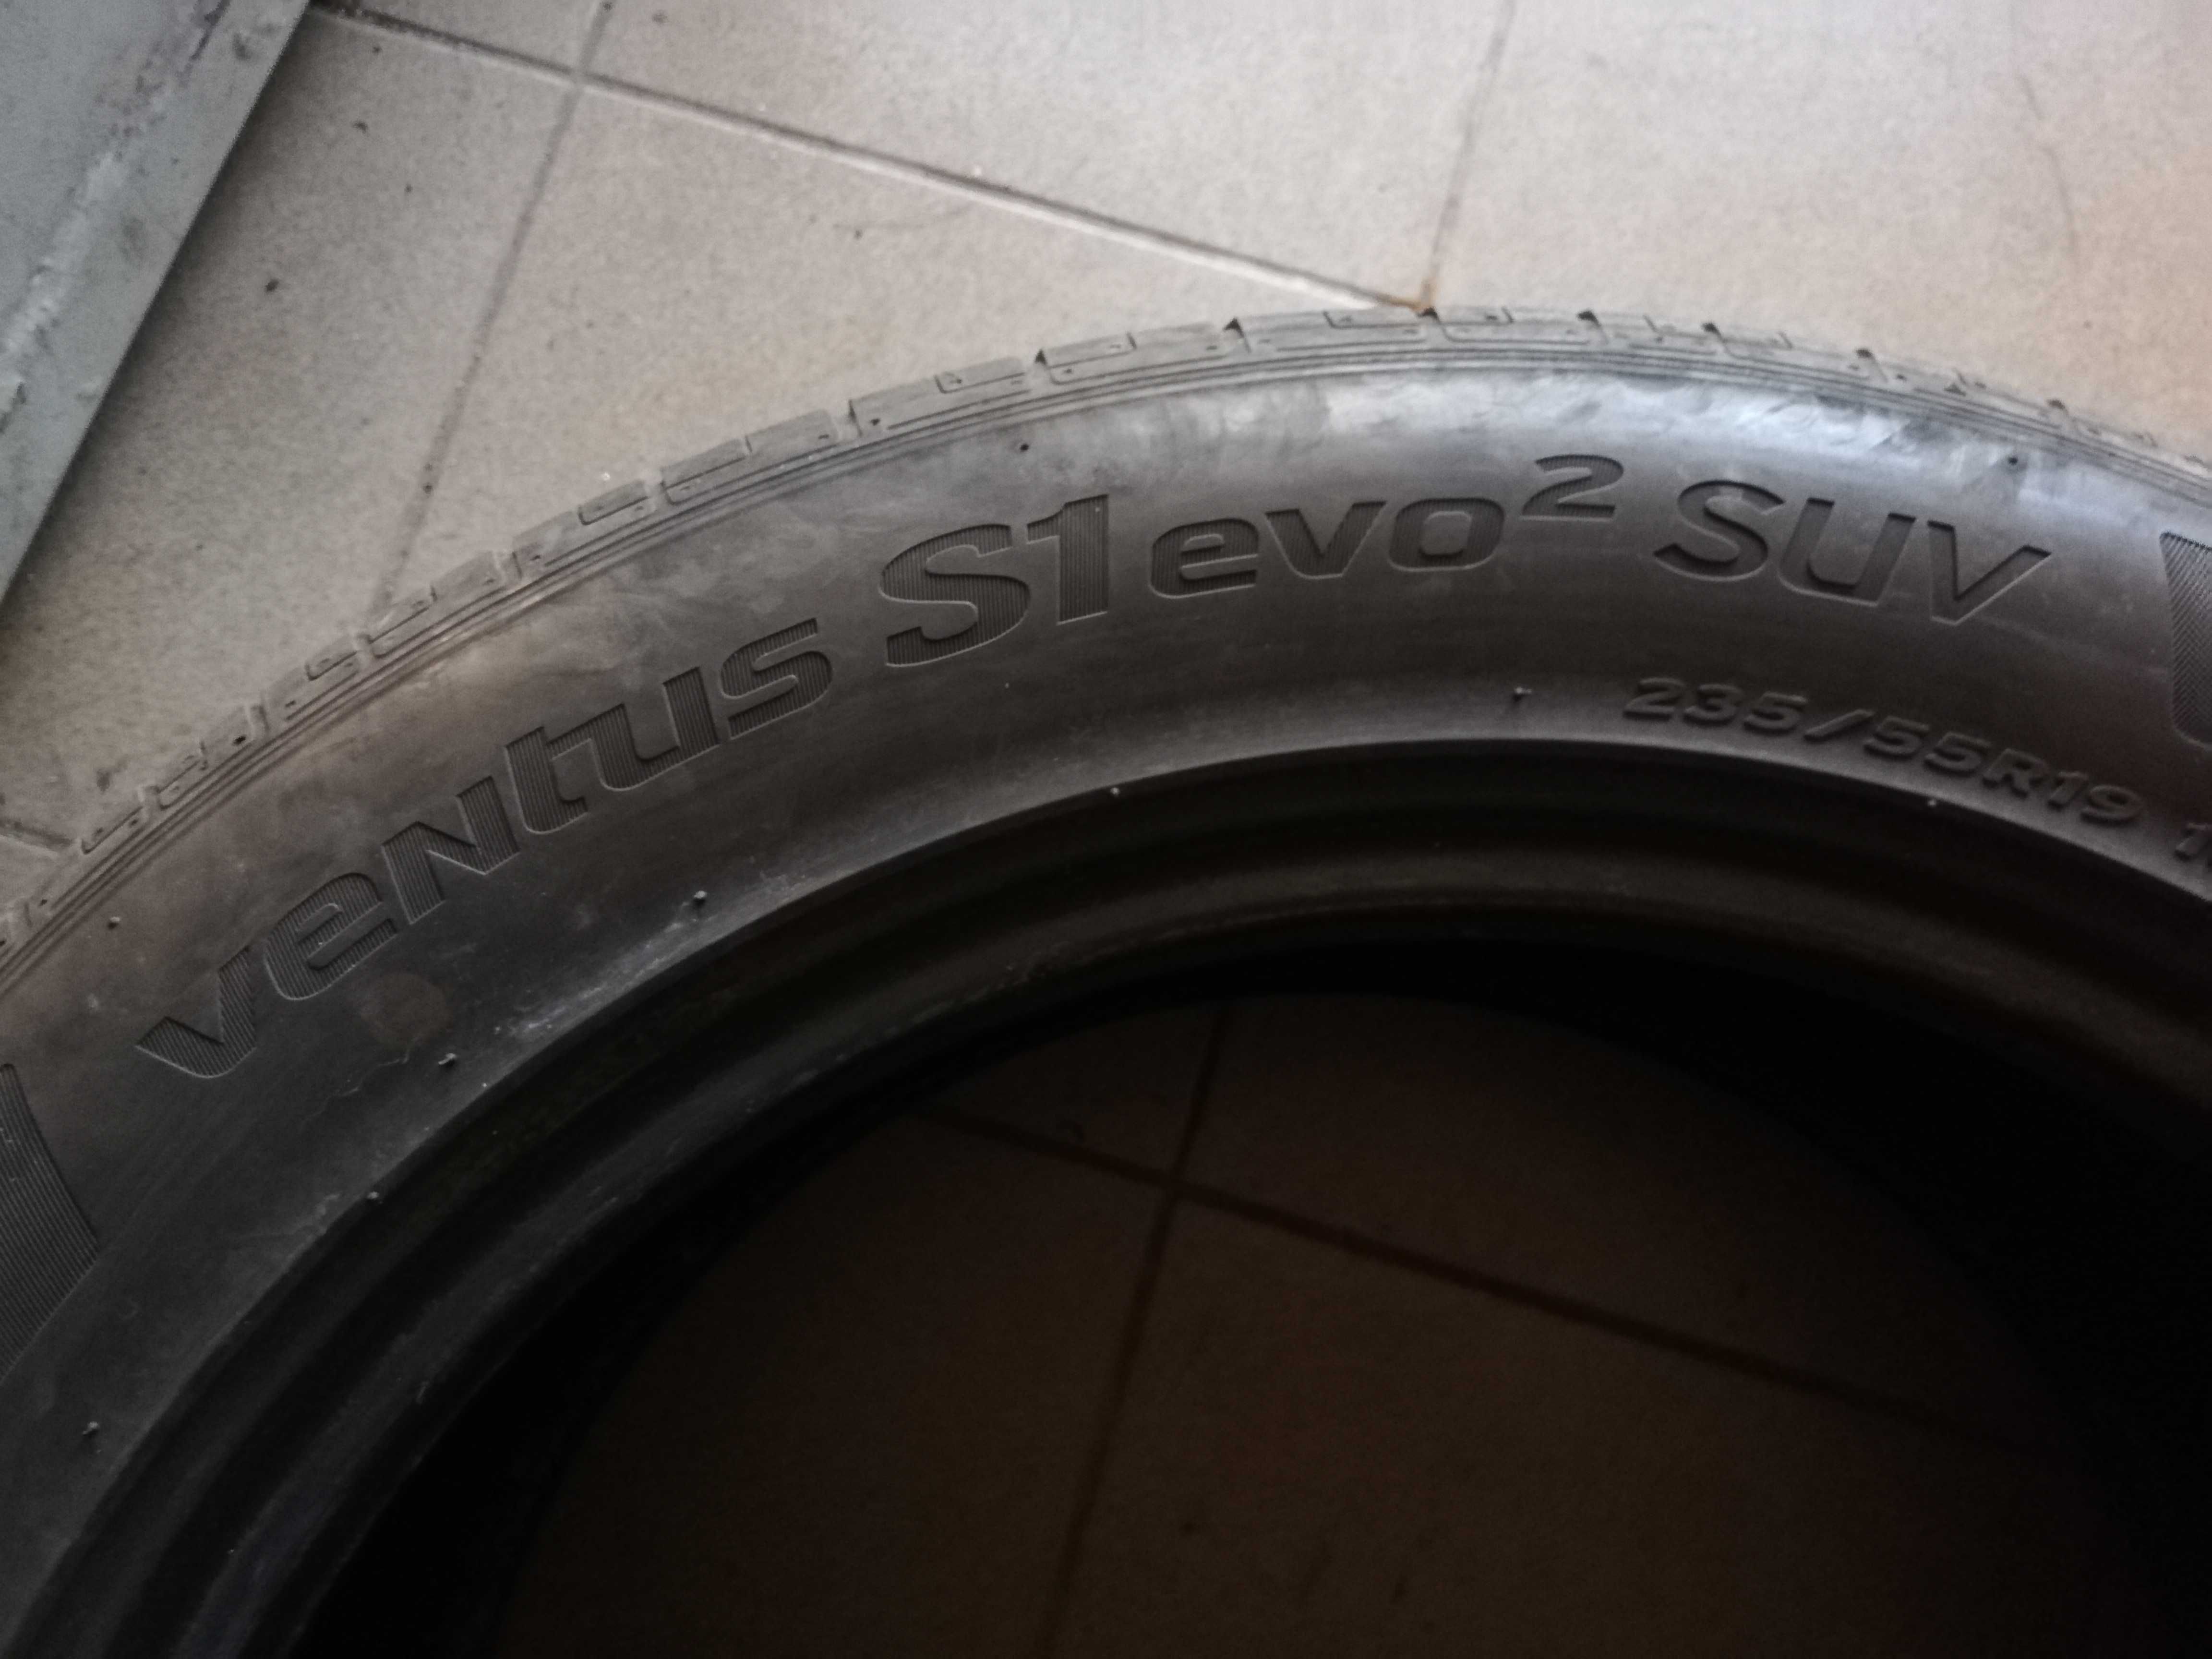 ventus S1 evo² SUV
235/55R19